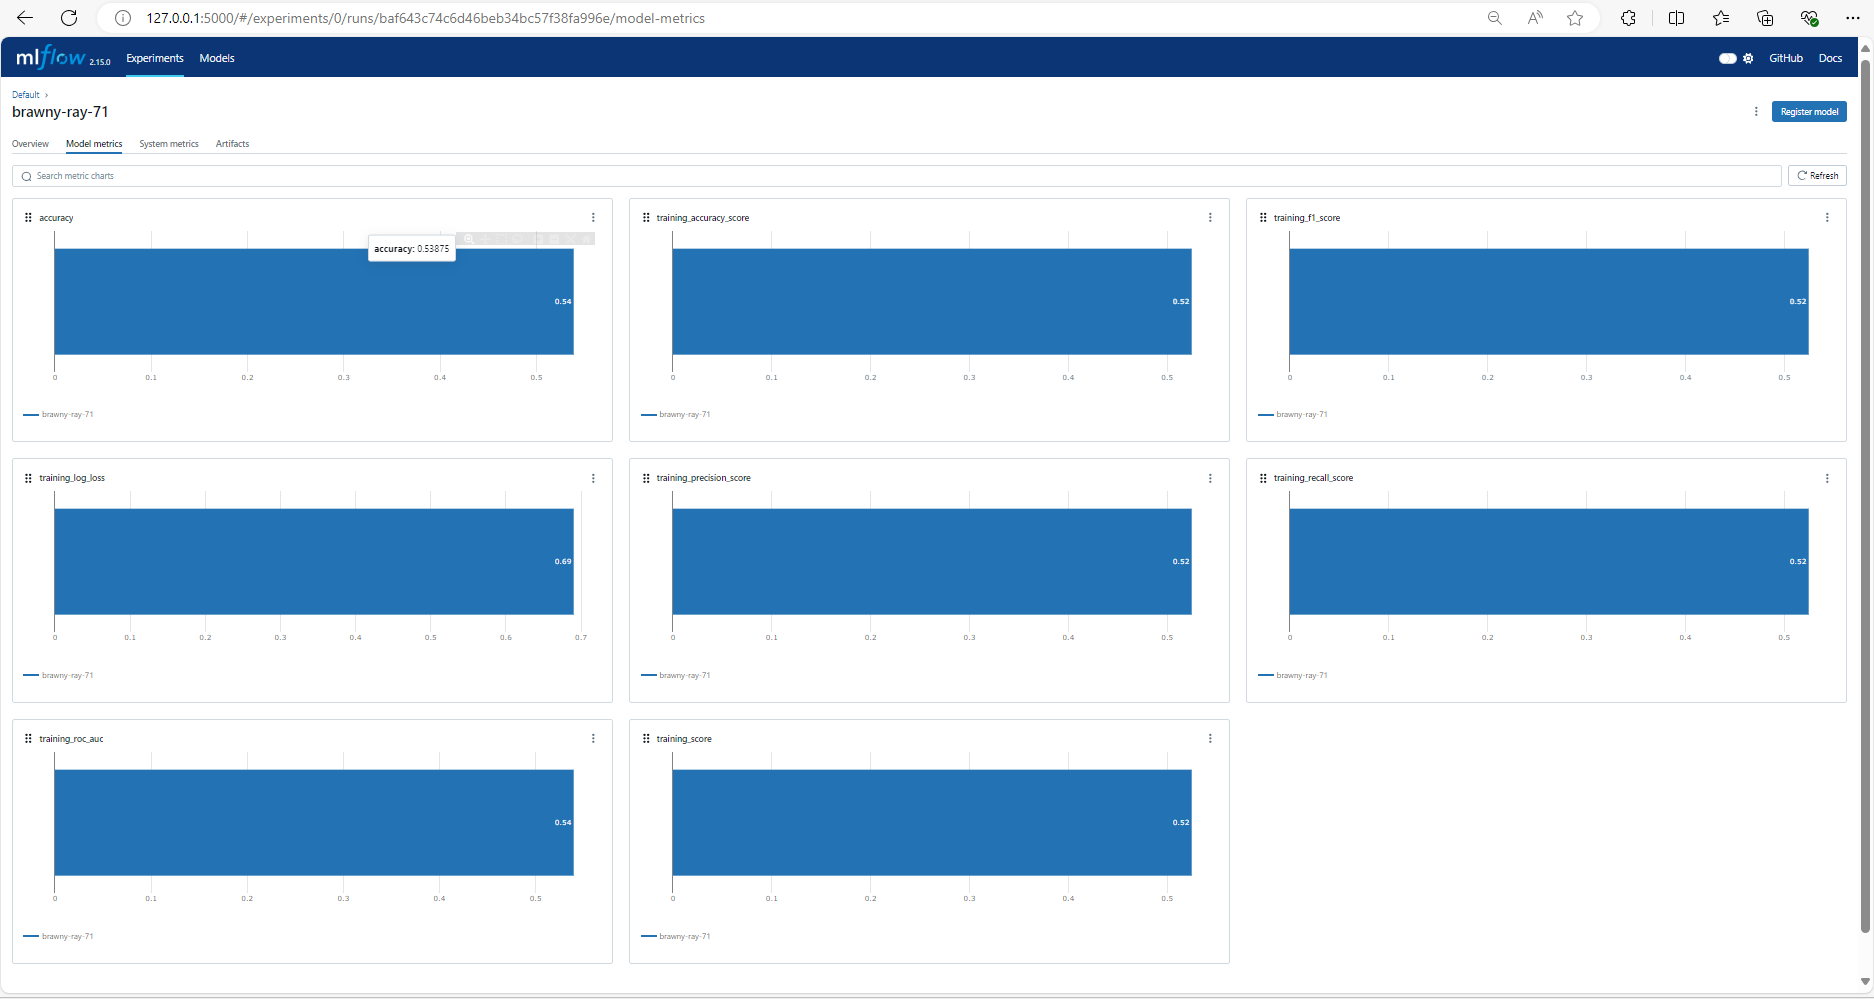 127.0.0.1:5000/#/experiments/0/runs/baf643c74c6d46beb34bc57f38fa996e/model-metrics
mlflow 2.15.0 Experiments Models GitHub Docs
Default ›
brawny-ray-71
Register model
Overview Model metrics System metrics Artifacts
Search metric charts
Refresh
accuracy
accuracy: 0.53875
0.54
0 0.1 0.2 0.3 0.4 0.5
brawny-ray-71
training_accuracy_score
0.52
0 0.1 0.2 0.3 0.4 0.5
brawny-ray-71
training_f1_score
0.52
0 0.1 0.2 0.3 0.4 0.5
brawny-ray-71
training_log_loss
0.69
0 0.1 0.2 0.3 0.4 0.5 0.6 0.7
brawny-ray-71
training_precision_score
0.52
0 0.1 0.2 0.3 0.4 0.5
brawny-ray-71
training_recall_score
0.52
0 0.1 0.2 0.3 0.4 0.5
brawny-ray-71
training_roc_auc
0.54
0 0.1 0.2 0.3 0.4 0.5
brawny-ray-71
training_score
0.52
0 0.1 0.2 0.3 0.4 0.5
brawny-ray-71